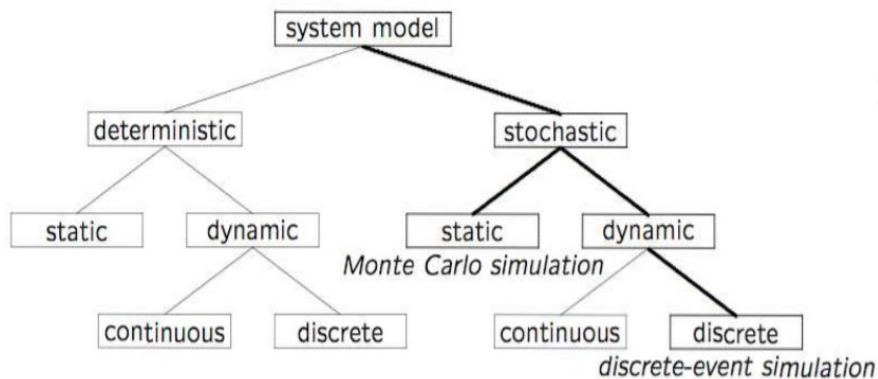 system model
deterministic
stochastic
static
dynamic
static
dynamic
Monte Carlo simulation
continuous
discrete
continuous
discrete
discrete-event simulation